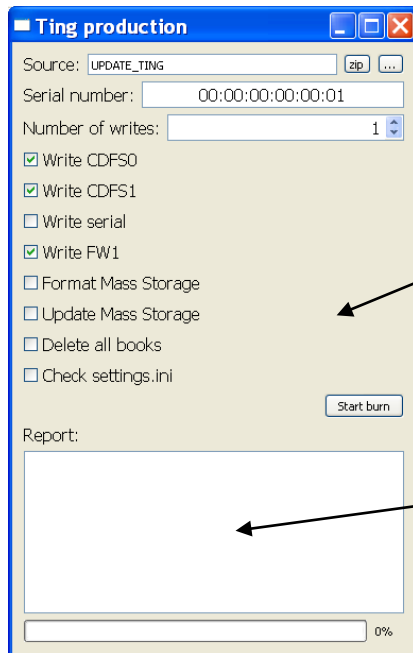 Ting production
Source: UPDATE_TING zip ...
Serial number: 00:00:00:00:00:01
Number of writes: 1
Write CDFS0
Write CDFS1
Write serial
Write FW1
Format Mass Storage
Update Mass Storage
Delete all books
Check settings.ini
Start burn
Report:
0%